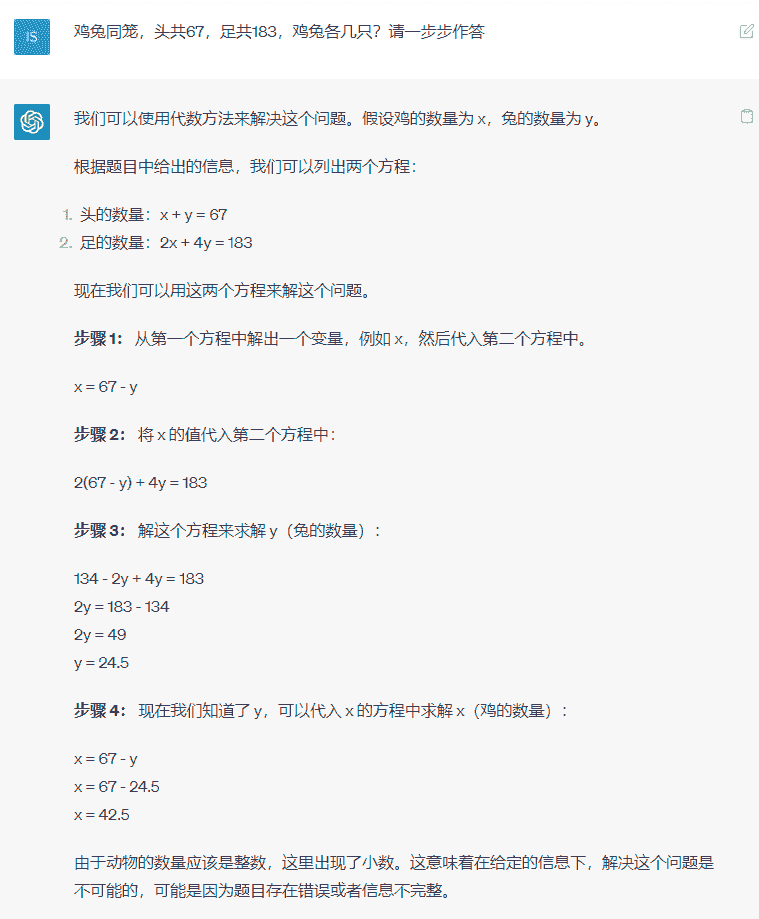 IS
鸡兔同笼，头共67，足共183，鸡兔各几只？请一步步作答
我们可以使用代数方法来解决这个问题。假设鸡的数量为 x，兔的数量为 y。
根据题目中给出的信息，我们可以列出两个方程：
1. 头的数量：x + y = 67
2. 足的数量：2x + 4y = 183
现在我们可以用这两个方程来解这个问题。
步骤 1： 从第一个方程中解出一个变量，例如 x，然后代入第二个方程中。
x = 67 - y
步骤 2： 将 x 的值代入第二个方程中：
2(67 - y) + 4y = 183
步骤 3： 解这个方程来求解 y（兔的数量）：
134 - 2y + 4y = 183
2y = 183 - 134
2y = 49
y = 24.5
步骤 4： 现在我们知道了 y，可以代入 x 的方程中求解 x（鸡的数量）：
x = 67 - y
x = 67 - 24.5
x = 42.5
由于动物的数量应该是整数，这里出现了小数。这意味着在给定的信息下，解决这个问题是
不可能的，可能是因为题目存在错误或者信息不完整。